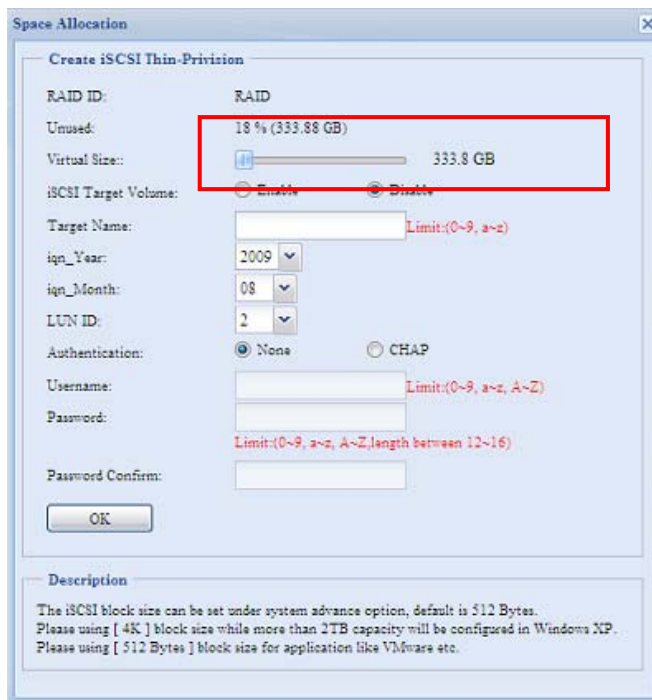 Space Allocation
Create iSCSI Thin-Privision
RAID ID: RAID
Unused: 18 % (333.88 GB)
Virtual Size:: 333.8 GB
iSCSI Target Volume: Enable Disable
Target Name: Limit:(0~9, a~z)
iqn_Year: 2009
iqn_Month: 08
LUN ID: 2
Authentication: None CHAP
Username: Limit:(0~9, a~z, A~Z)
Password:
Limit:(0~9, a~z, A~Z,length between 12~16)
Password Confirm:
OK
Description
The iSCSI block size can be set under system advance option, default is 512 Bytes.
Please using [ 4K ] block size while more than 2TB capacity will be configured in Windows XP.
Please using [ 512 Bytes ] block size for application like VMware etc.